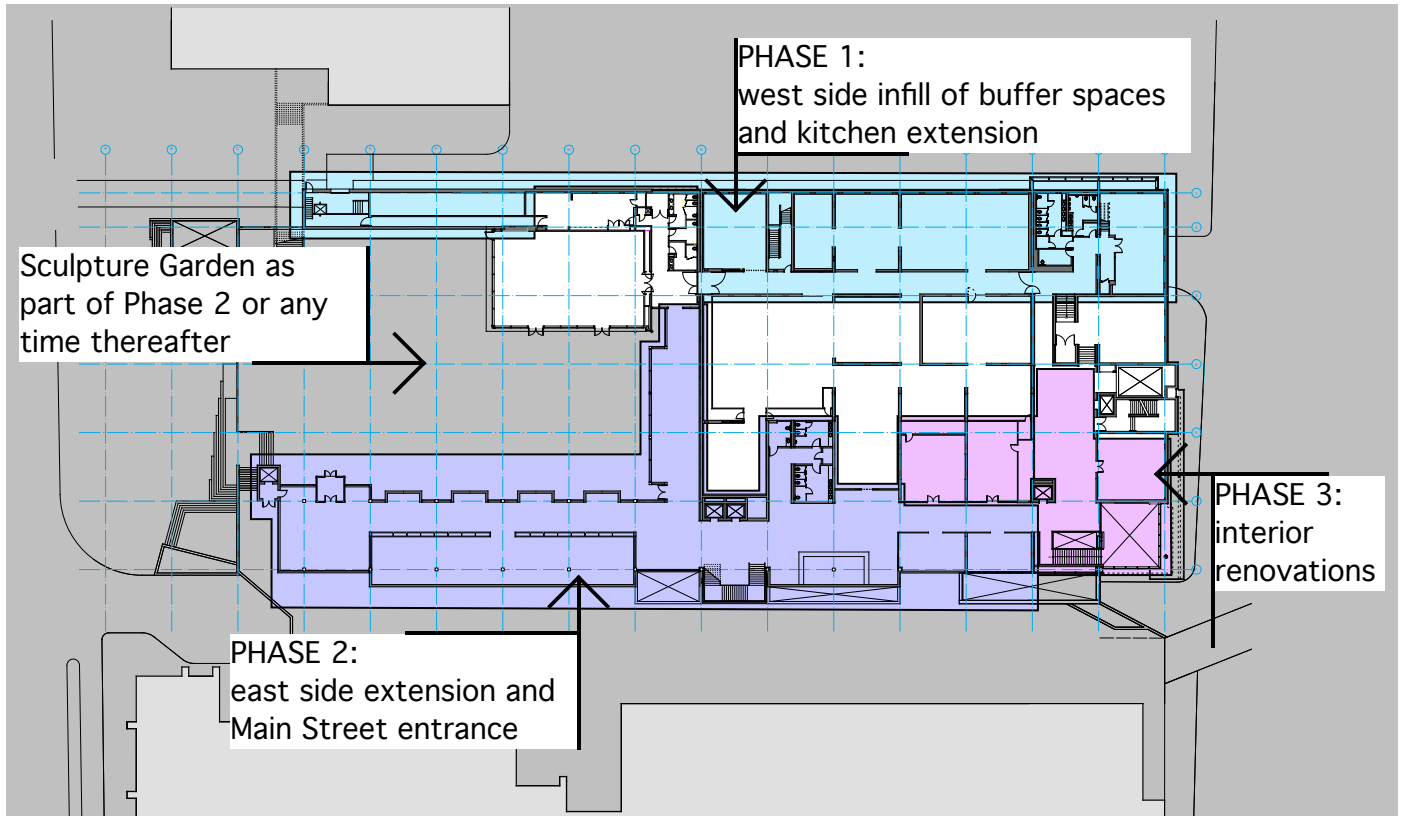 PHASE 1:
west side infill of buffer spaces
and kitchen extension
Sculpture Garden as
part of Phase 2 or any
time thereafter
PHASE 3:
interior
renovations
PHASE 2:
east side extension and
Main Street entrance